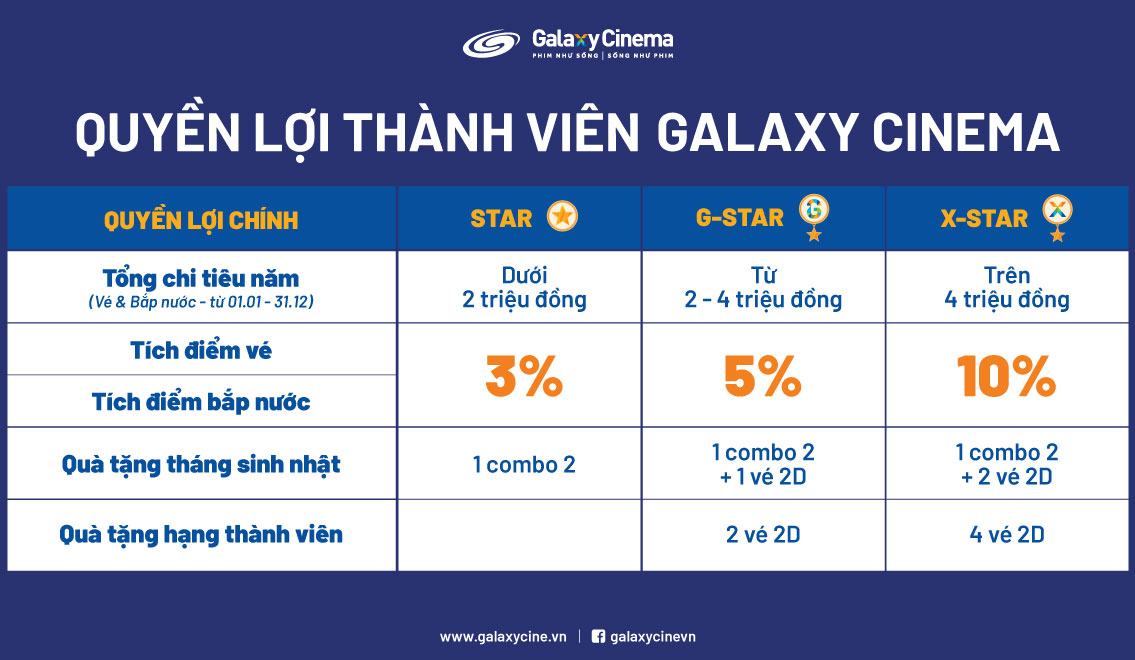 Galaxy Cinema
PHIM NHƯ SỐNG | SỐNG NHƯ PHIM
QUYỀN LỢI THÀNH VIÊN GALAXY CINEMA
QUYỀN LỢI CHÍNH
STAR
G-STAR
G
X-STAR
X
Tổng chi tiêu năm
(Vé & Bắp nước - từ 01.01 - 31.12)
Dưới
2 triệu đồng
Từ
2 - 4 triệu đồng
Trên
4 triệu đồng
Tích điểm vé
Tích điểm bắp nước
3%
5%
10%
Quà tặng tháng sinh nhật
1 combo 2
1 combo 2
+ 1 vé 2D
1 combo 2
+ 2 vé 2D
Quà tặng hạng thành viên
2 vé 2D
4 vé 2D
www.galaxycine.vn | galaxycinevn